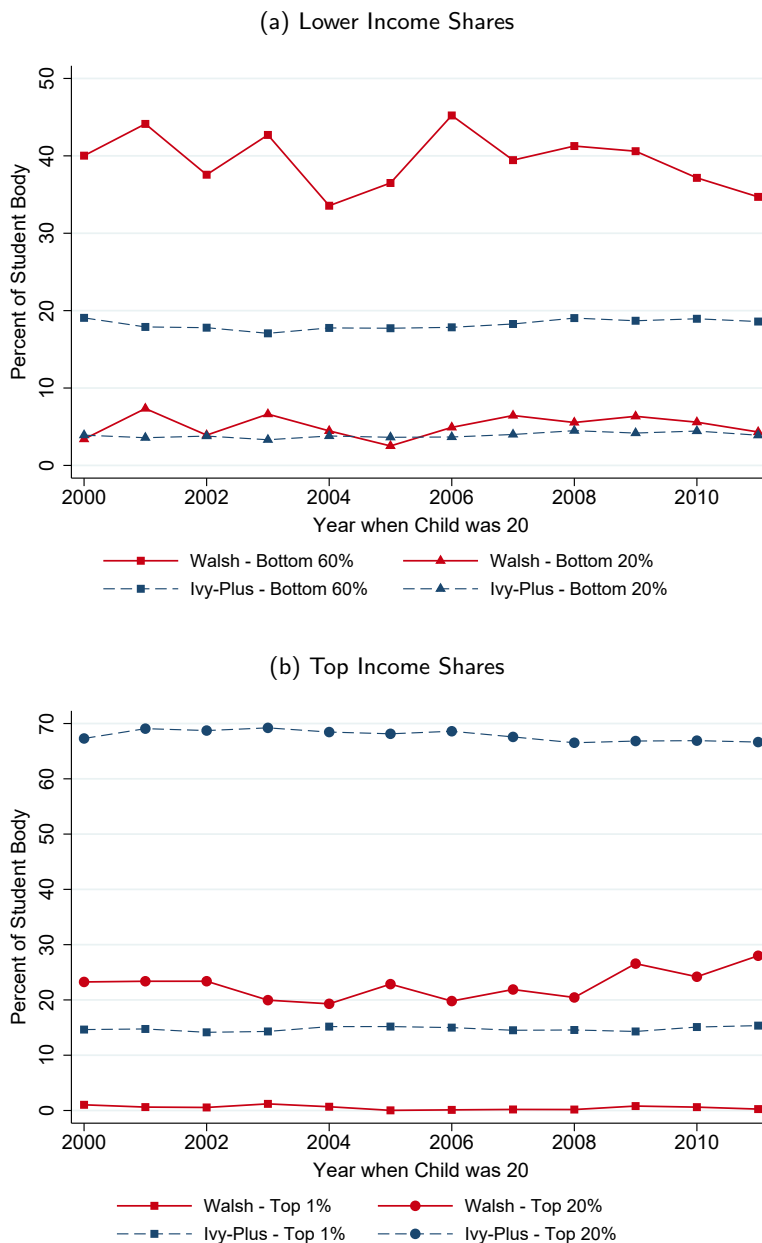 (a) Lower Income Shares
Percent of Student Body
50
40
30
20
10
0
2000 2002 2004 2006 2008 2010
Year when Child was 20
Walsh - Bottom 60% Walsh - Bottom 20%
Ivy-Plus - Bottom 60% Ivy-Plus - Bottom 20%
(b) Top Income Shares
Percent of Student Body
70
60
50
40
30
20
10
0
2000 2002 2004 2006 2008 2010
Year when Child was 20
Walsh - Top 1% Walsh - Top 20%
Ivy-Plus - Top 1% Ivy-Plus - Top 20%